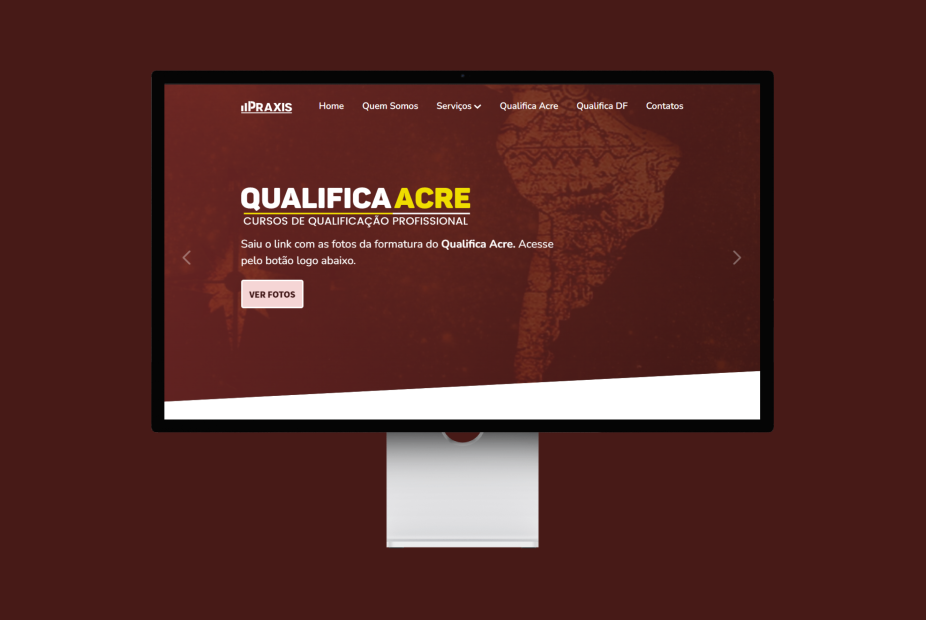 PRAXIS
Home Quem Somos Serviços Qualifica Acre Qualifica DF Contatos
QUALIFICA ACRE
CURSOS DE QUALIFICAÇÃO PROFISSIONAL
Saiu o link com as fotos da formatura do Qualifica Acre. Acesse
pelo botão logo abaixo.
VER FOTOS